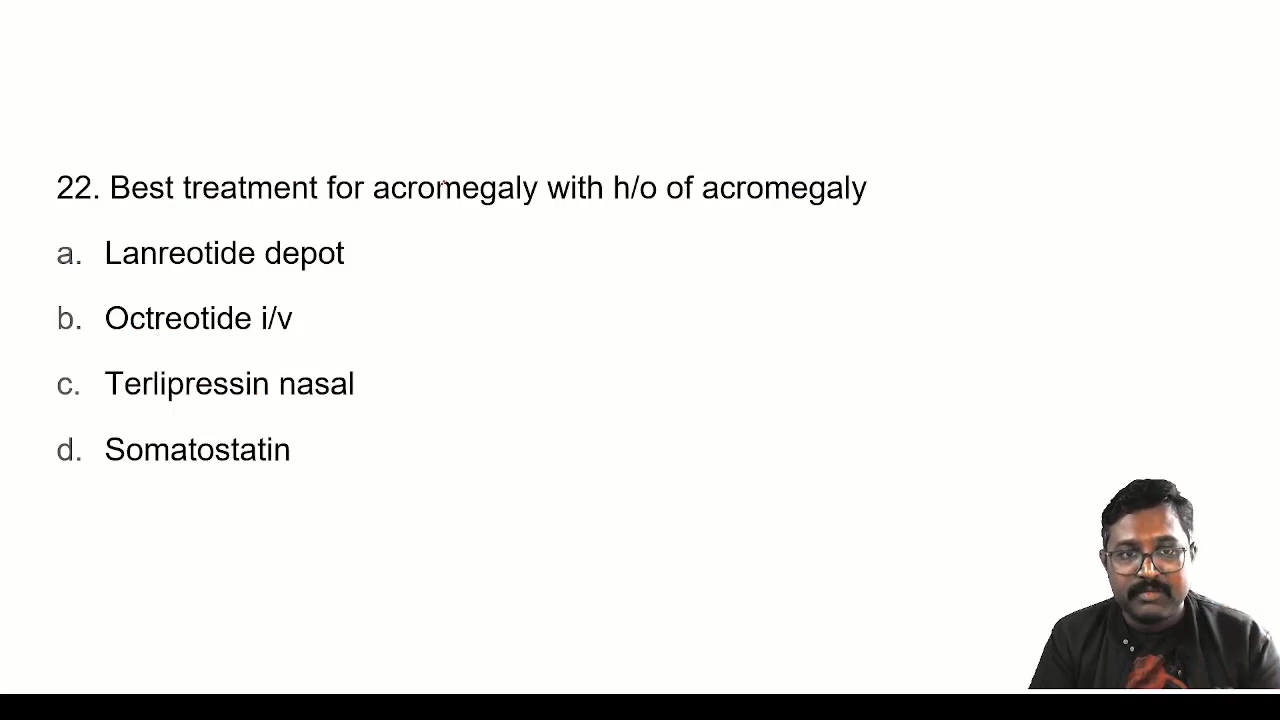 22. Best treatment for acromegaly with h/o of acromegaly
a. Lanreotide depot
b. Octreotide i/v
c. Terlipressin nasal
d. Somatostatin